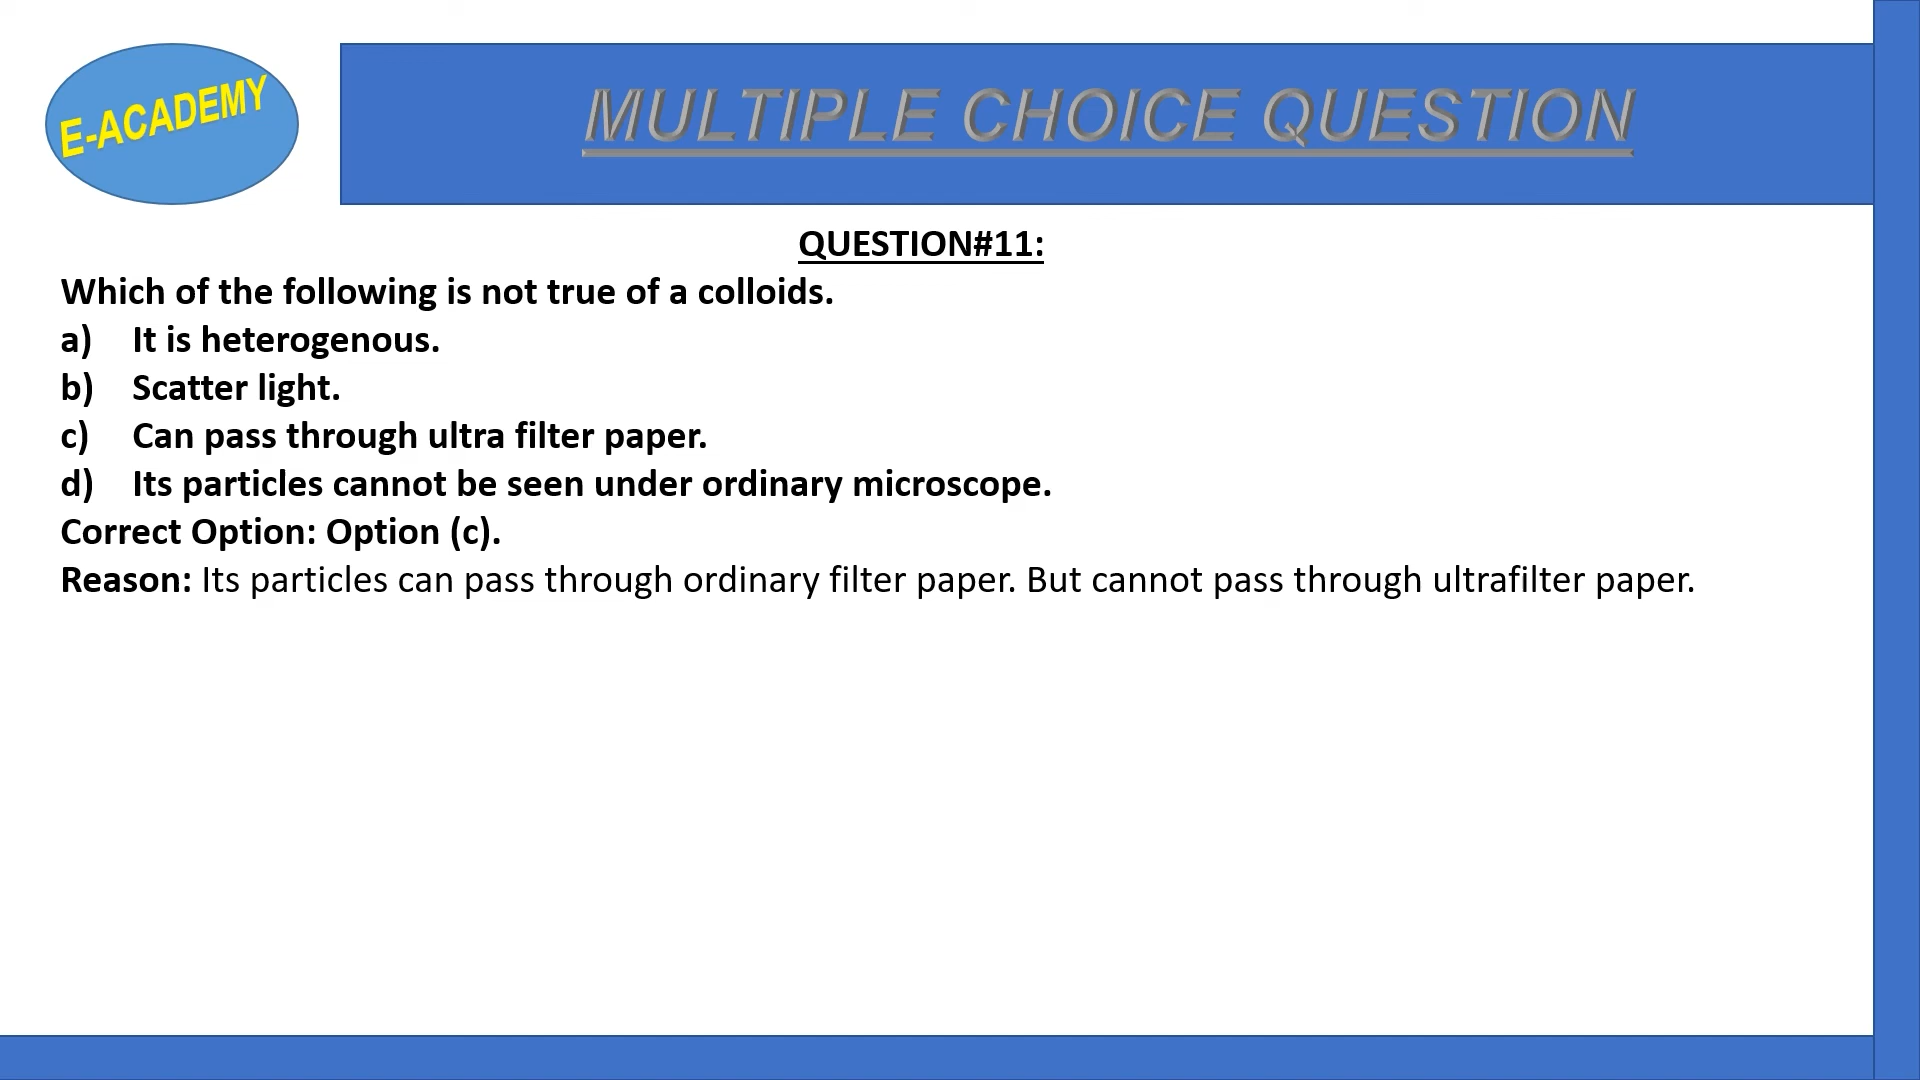 E-ACADEMY
MULTIPLE CHOICE QUESTION
QUESTION#11:
Which of the following is not true of a colloids.
a) It is heterogenous.
b) Scatter light.
c) Can pass through ultra filter paper.
d) Its particles cannot be seen under ordinary microscope.
Correct Option: Option (c).
Reason: Its particles can pass through ordinary filter paper. But cannot pass through ultrafilter paper.